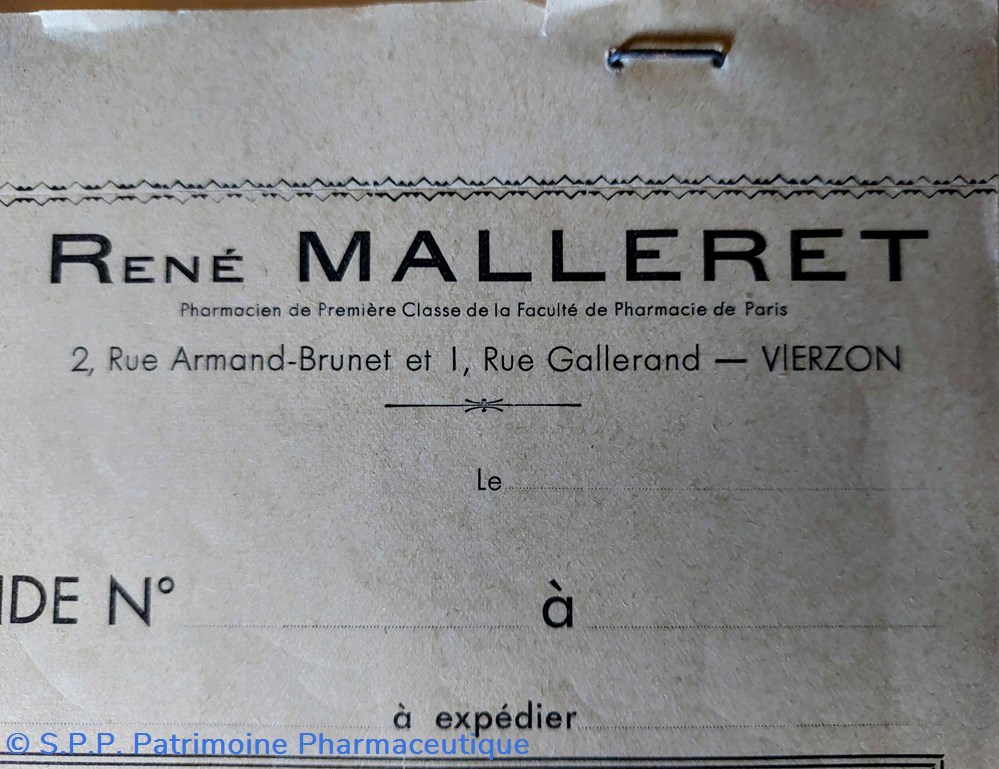 RENÉ MALLERET
Pharmacien de Première Classe de la Faculté de Pharmacie de Paris
2, Rue Armand-Brunet et 1, Rue Gallerand — VIERZON
Le
IDE N° à
à expédier
© S.P.P. Patrimoine Pharmaceutique